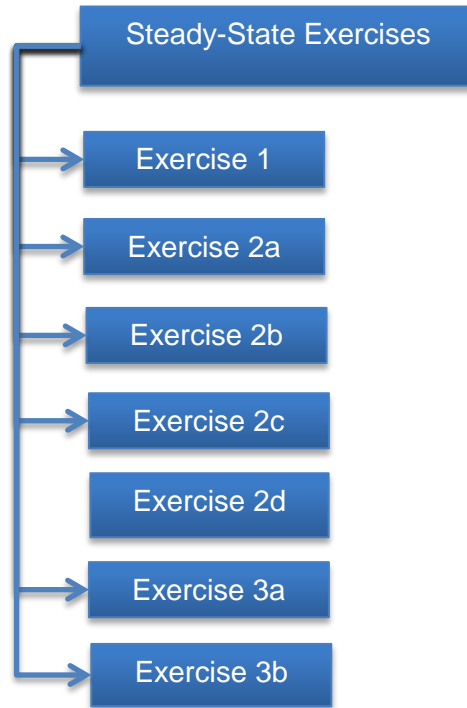 Steady-State Exercises
Exercise 1
Exercise 2a
Exercise 2b
Exercise 2c
Exercise 2d
Exercise 3a
Exercise 3b